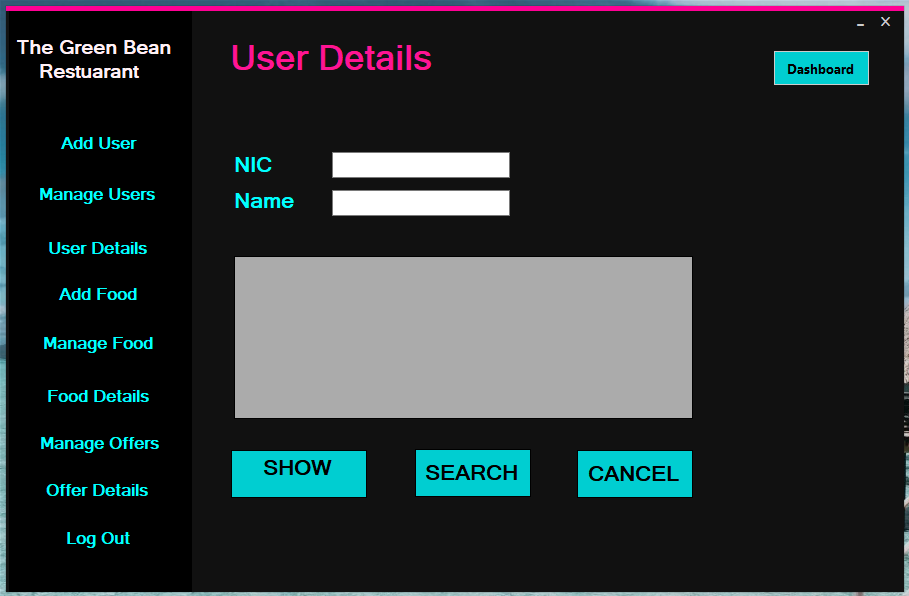 The Green Bean
Restuarant
Add User
Manage Users
User Details
Add Food
Manage Food
Food Details
Manage Offers
Offer Details
Log Out
User Details
Dashboard
NIC
Name
SHOW
SEARCH
CANCEL